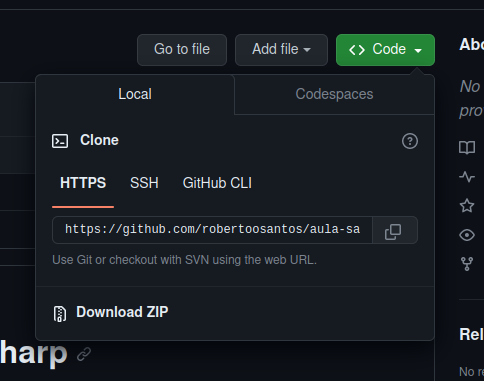 Go to file
Add file
Code
Abo
No
pro
Local
Codespaces
Clone
HTTPS
SSH
GitHub CLI
https://github.com/robertoosantos/aula-sa
Use Git or checkout with SVN using the web URL.
Download ZIP
Rel
harp
No re